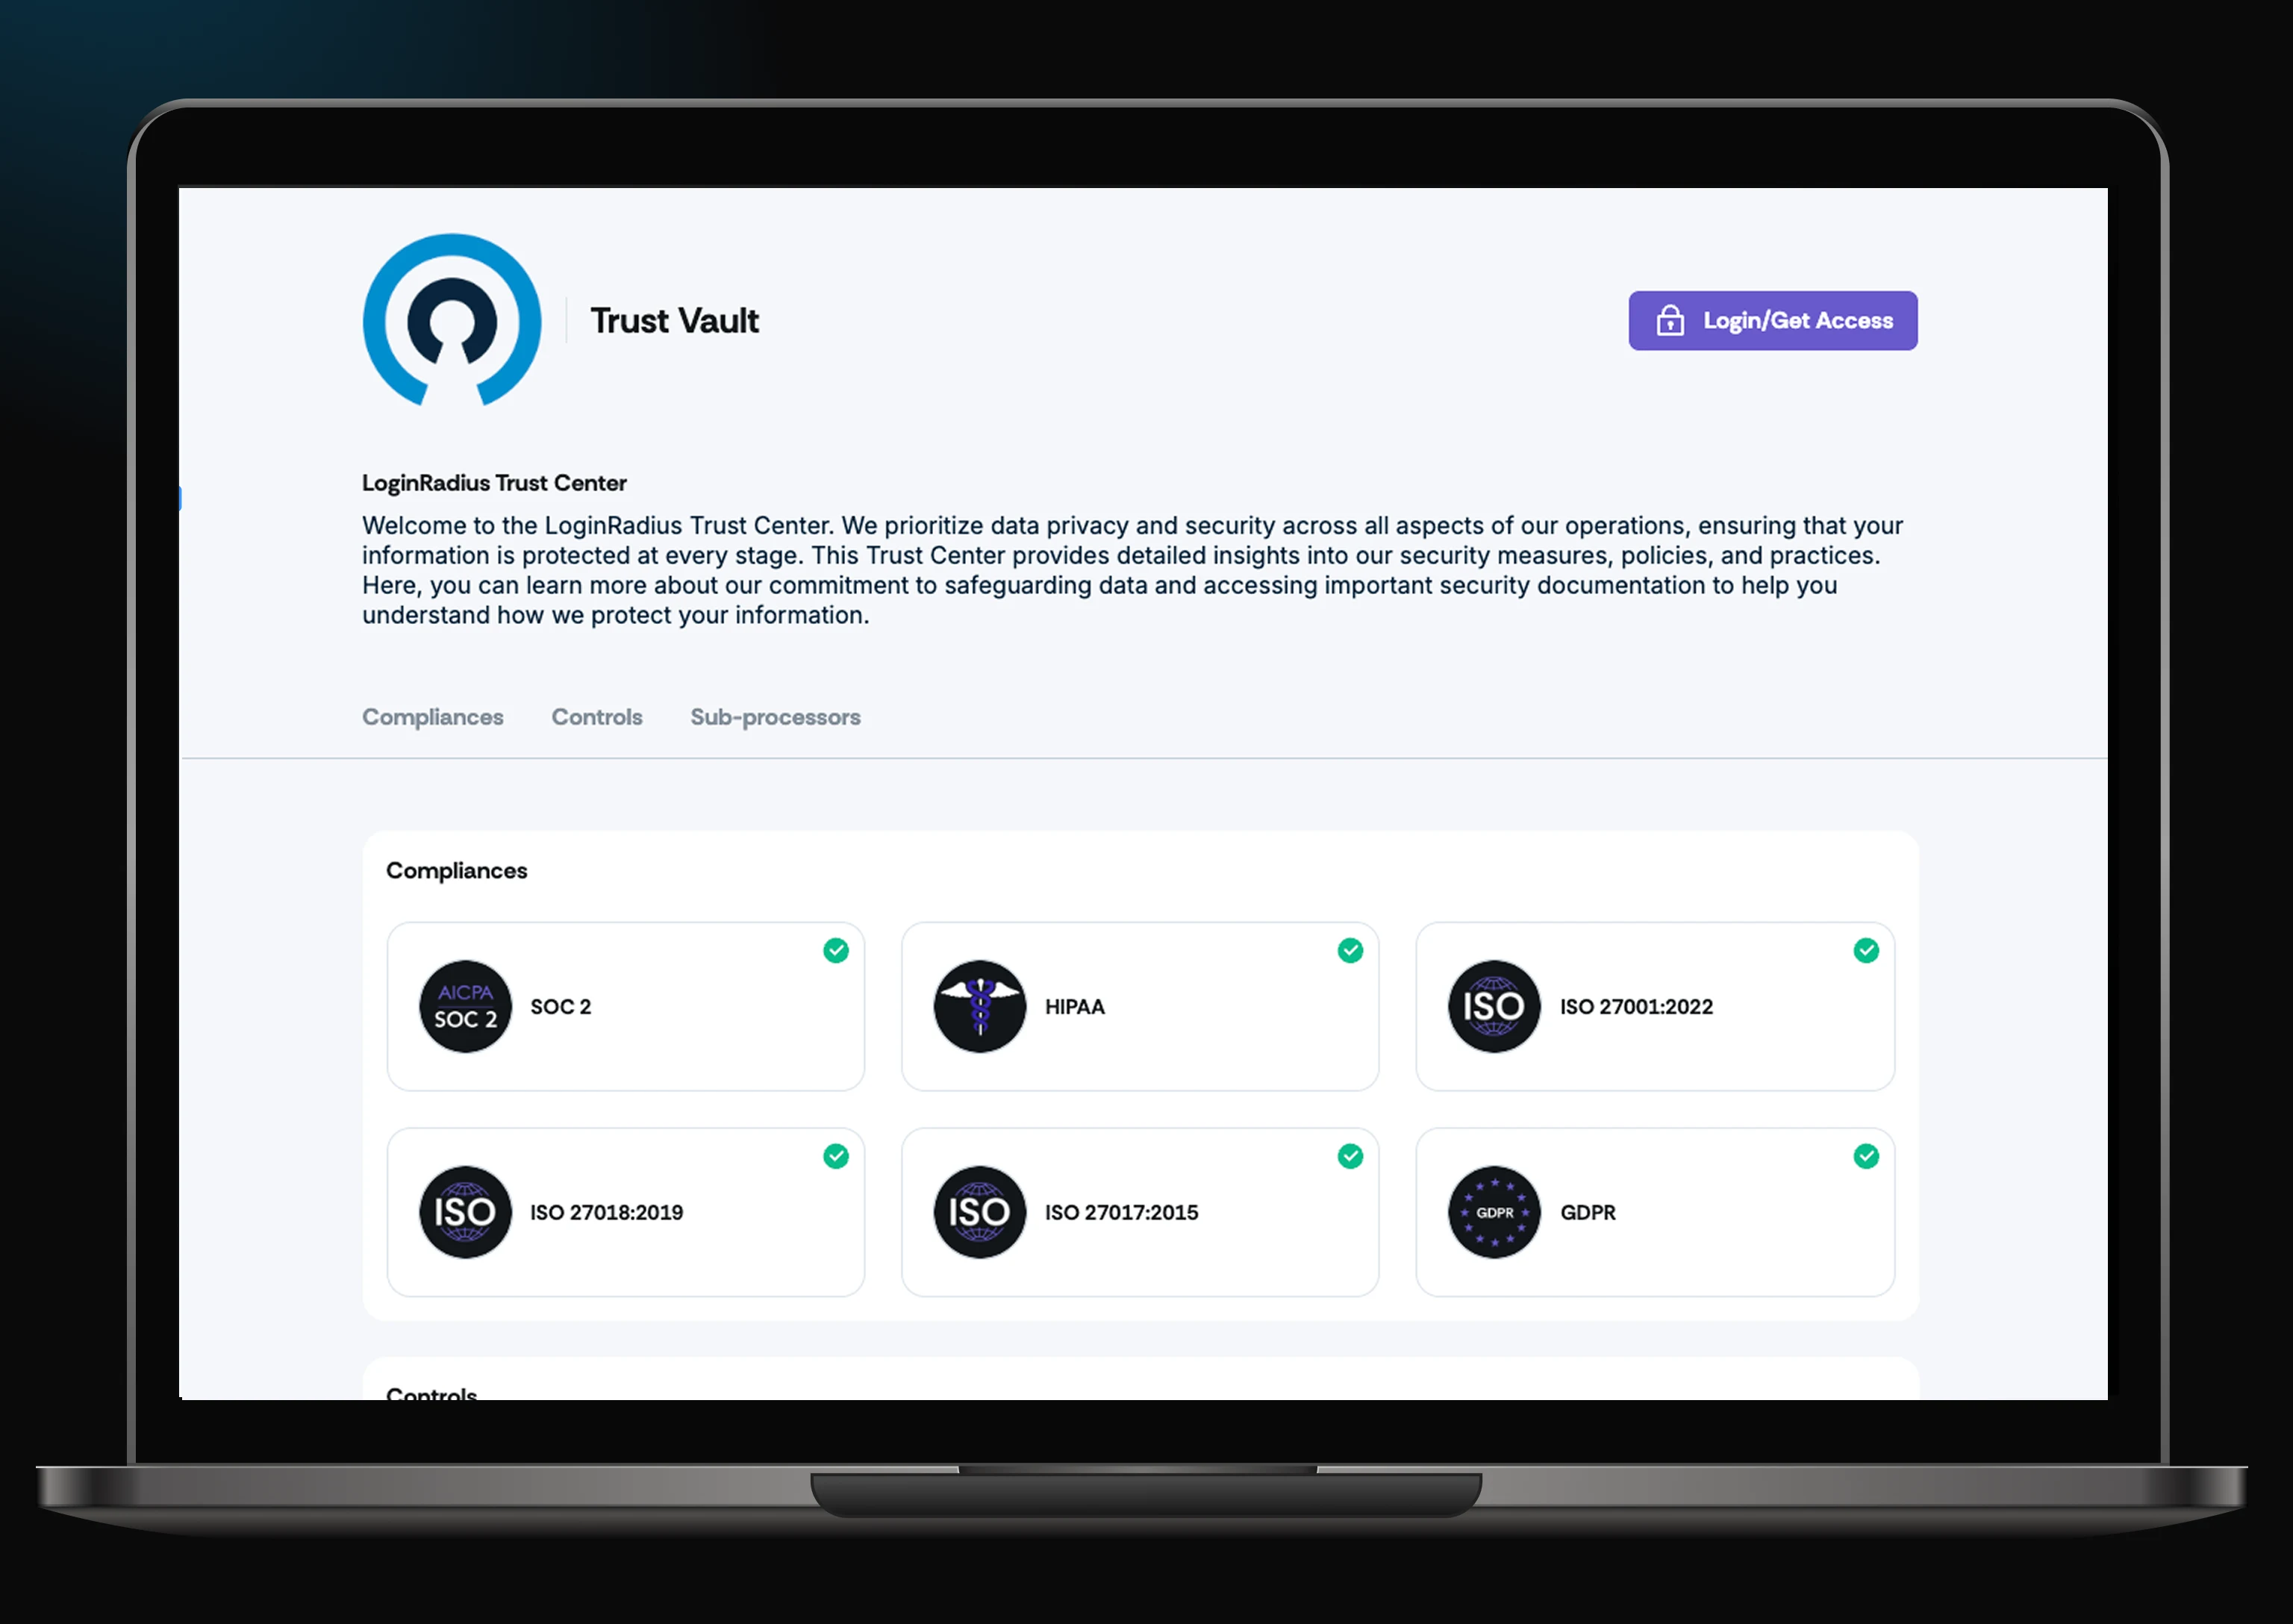 Trust Vault
Login/Get Access
LoginRadius Trust Center
Welcome to the LoginRadius Trust Center. We prioritize data privacy and security across all aspects of our operations, ensuring that your
information is protected at every stage. This Trust Center provides detailed insights into our security measures, policies, and practices.
Here, you can learn more about our commitment to safeguarding data and accessing important security documentation to help you
understand how we protect your information.
Compliances
Controls
Sub-processors
Compliances
AICPA
SOC 2
SOC 2
HIPAA
ISO
ISO 27001:2022
ISO
ISO 27018:2019
ISO
ISO 27017:2015
GDPR
GDPR
Controls